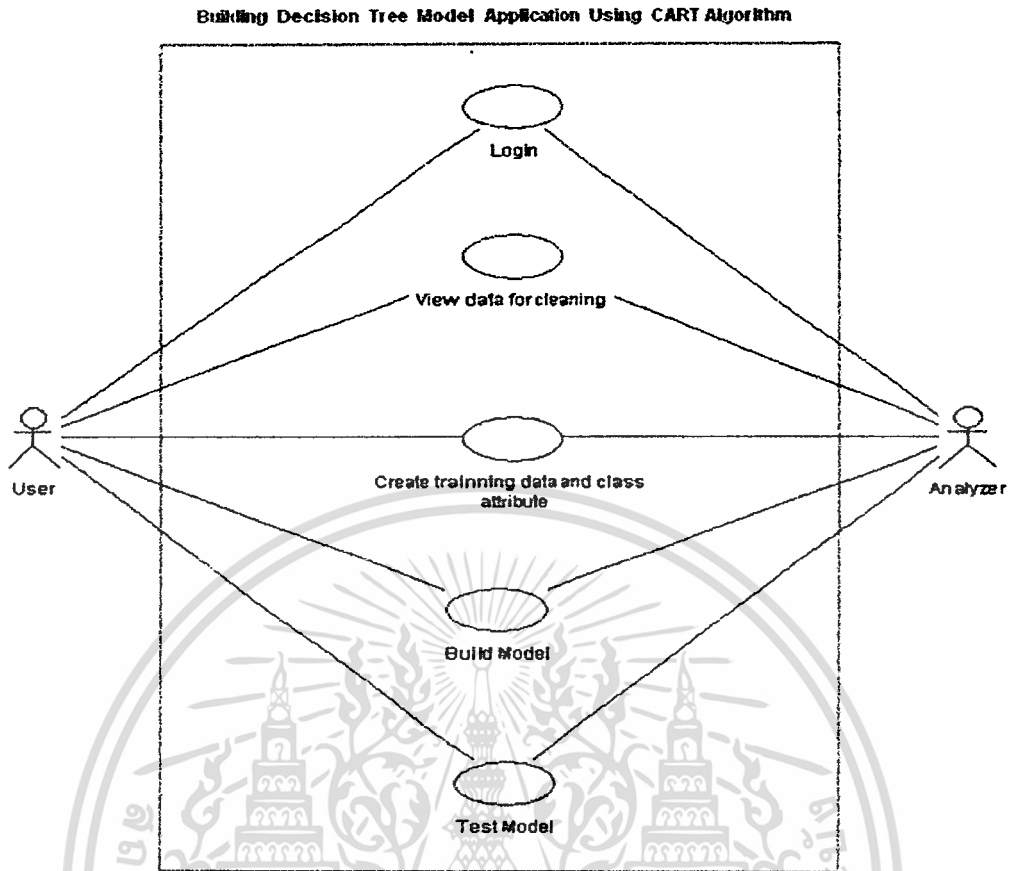 Building Decision Tree Model Application Using CART Algorithm
Login
View data for cleaning
User
Analyzer
Create trainning data and class
attribute
Build Model
Test Model